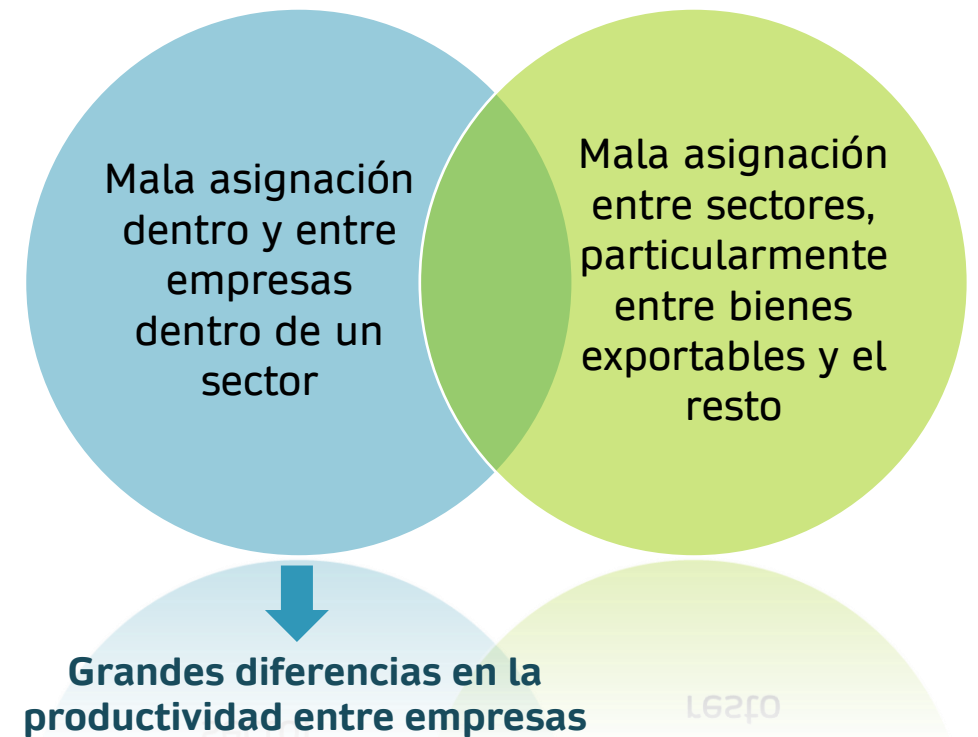 Mala asignación
dentro y entre
empresas
dentro de un
sector
Mala asignación
entre sectores,
particularmente
entre bienes
exportables y el
resto
Grandes diferencias en la
productividad entre empresas
resto